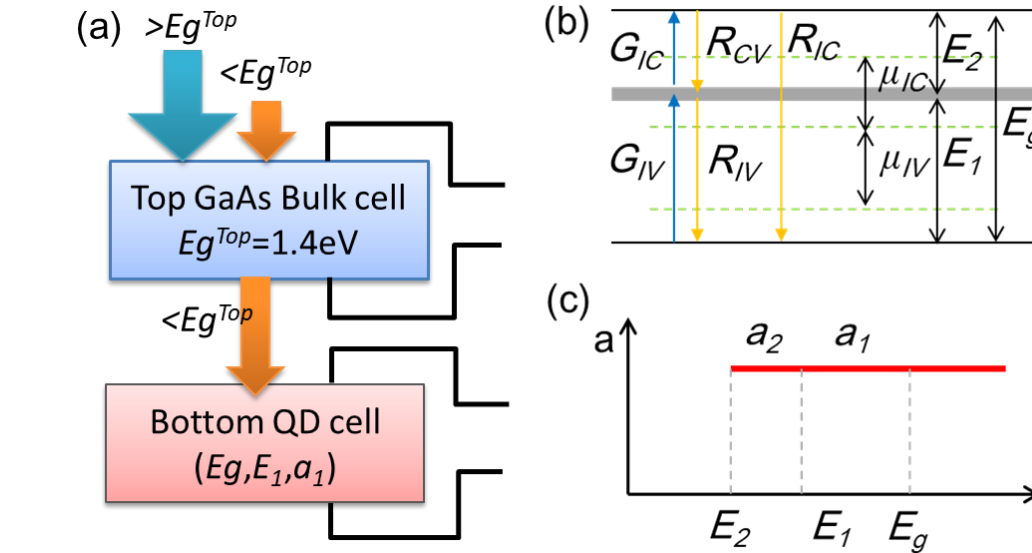 (a)
>Eg^Top
<Eg^Top
Top GaAs Bulk cell
Eg^Top=1.4eV
<Eg^Top
Bottom QD cell
(Eg,E_1,a_1)
(b)
G_IC R_CV R_IC μ_IC E_2
G_IV R_IV μ_IV E_1 E_g
(c)
a
a_2 a_1
E_2 E_1 E_g